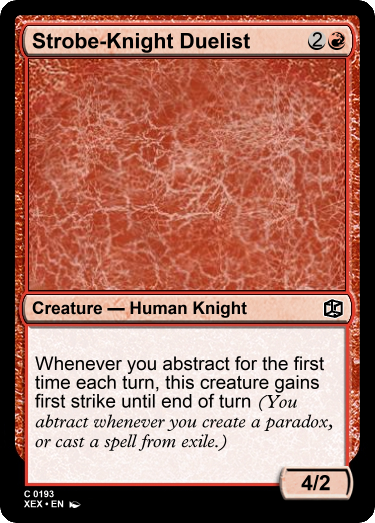 Strobe-Knight Duelist 2
Creature — Human Knight
Whenever you abstract for the first
time each turn, this creature gains
first strike until end of turn (You
abtract whenever you create a paradox,
or cast a spell from exile.)
4/2
C 0193
XEX • EN